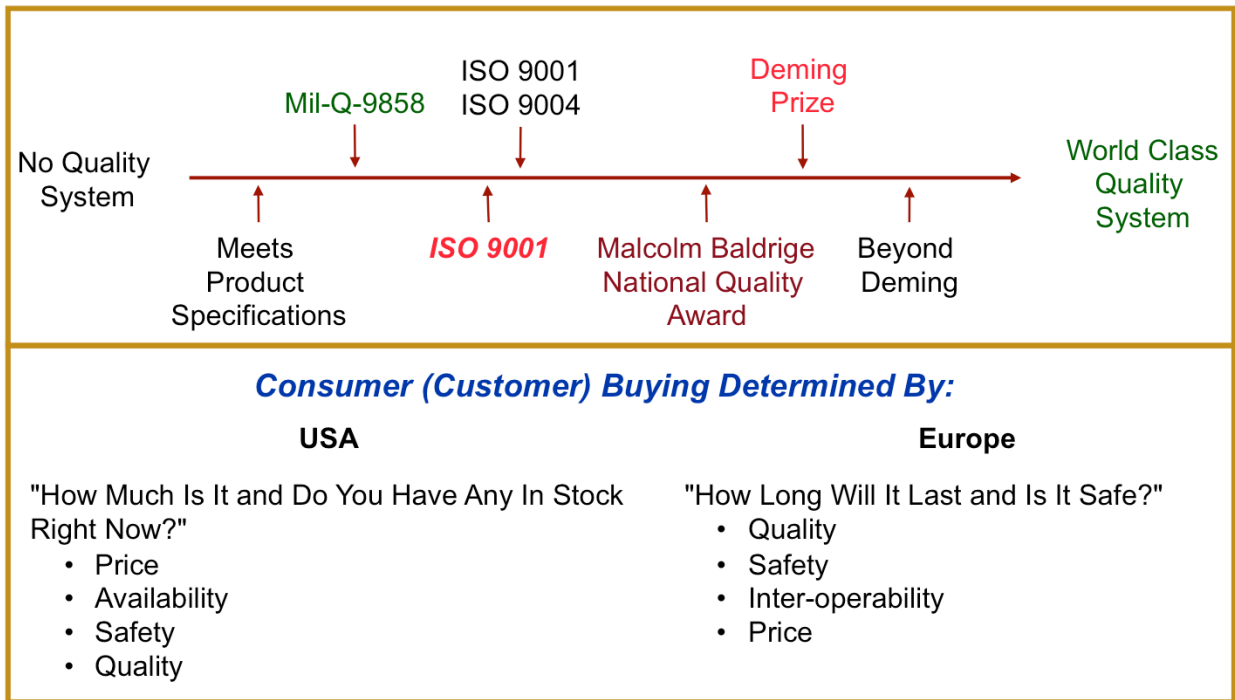 ISO 9001
ISO 9004
Deming
Prize
Mil-Q-9858
No Quality
System
World Class
Quality
System
Meets
Product
Specifications
ISO 9001
Malcolm Baldrige
National Quality
Award
Beyond
Deming
Consumer (Customer) Buying Determined By:
USA
"How Much Is It and Do You Have Any In Stock
Right Now?"
• Price
• Availability
• Safety
• Quality
Europe
"How Long Will It Last and Is It Safe?"
• Quality
• Safety
• Inter-operability
• Price